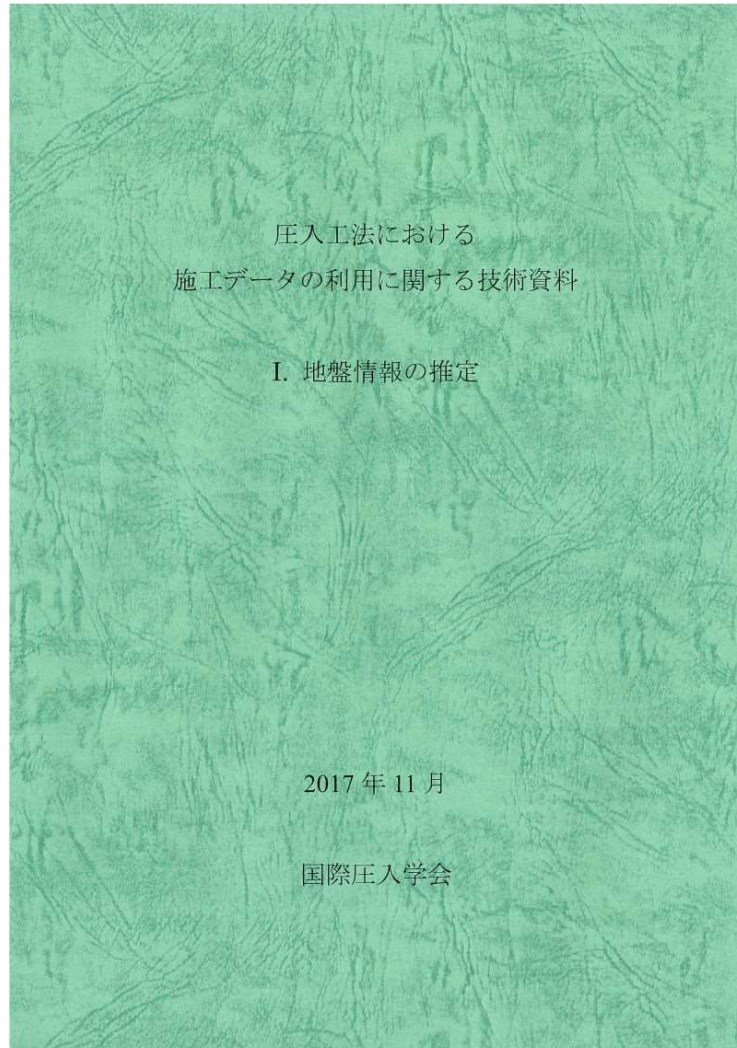 圧入工法における
施工データの利用に関する技術資料
I. 地盤情報の推定
2017 年 11 月
国際圧入学会